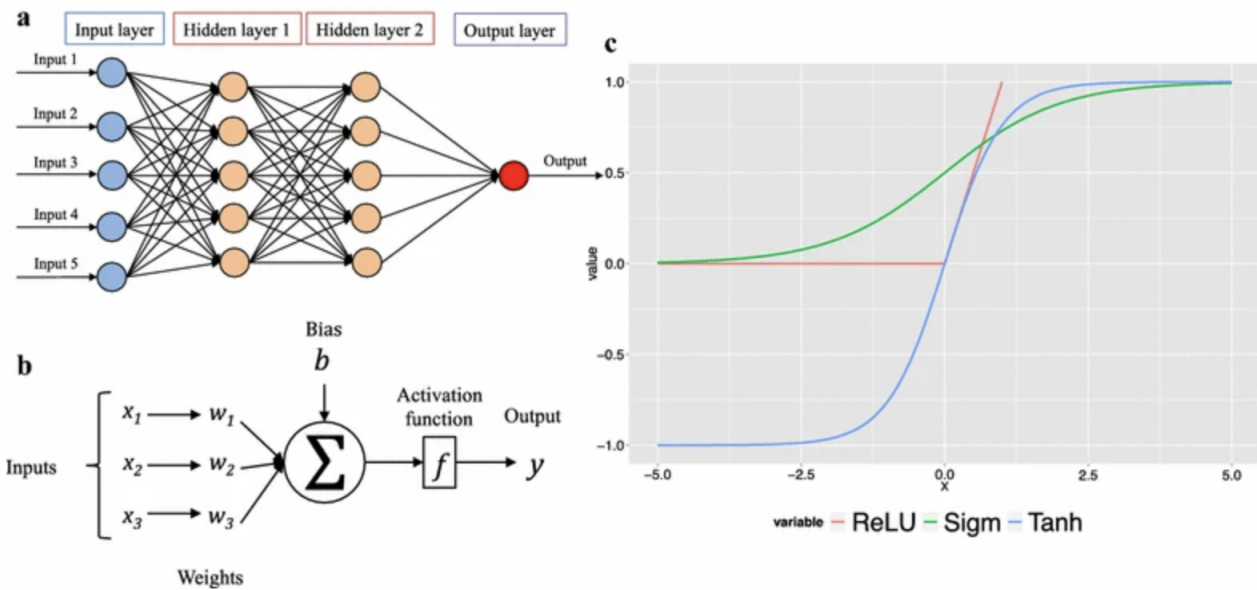 a
Input layer
Hidden layer 1
Hidden layer 2
Output layer
Input 1
Input 2
Input 3
Input 4
Input 5
Output
b
Bias
b
Activation
function
Output
Inputs
x₁ w₁
x₂ w₂
x₃ w₃
Σ
f
y
Weights
c
1.0
0.5
0.0
−0.5
−1.0
value
−5.0 −2.5 0.0 2.5 5.0
x
variable ReLU Sigm Tanh